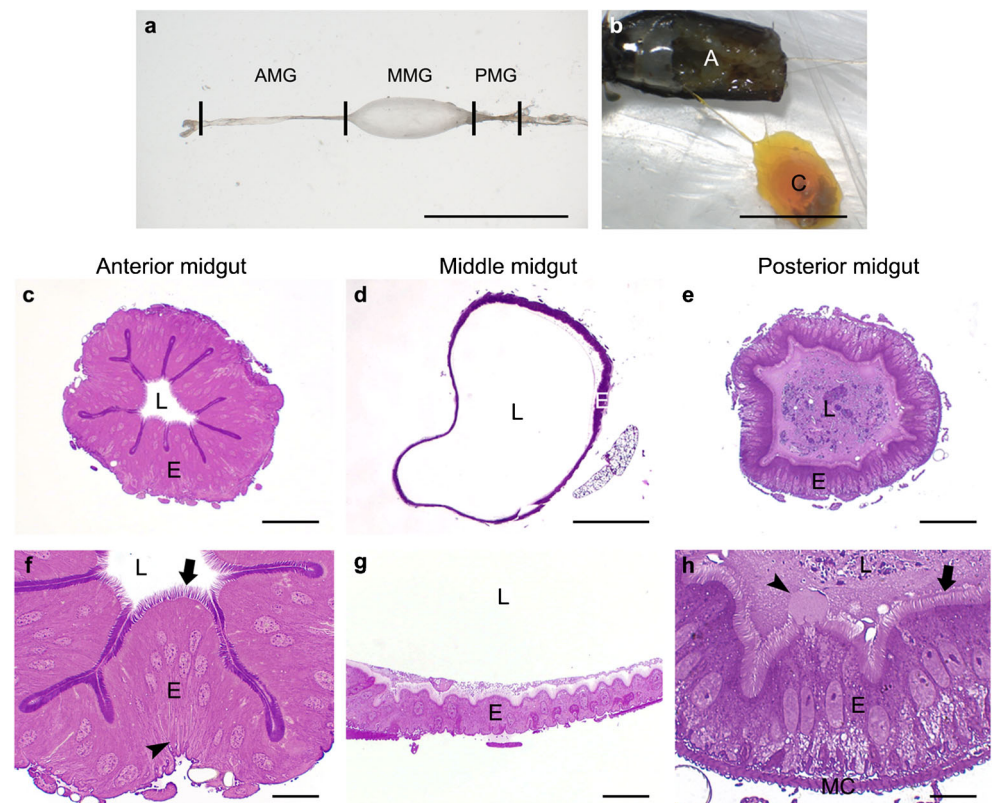 a
AMG MMG PMG
b
A
C
Anterior midgut Middle midgut Posterior midgut
c
L
E
d
L
E
e
L
E
f
L
E
g
L
E
h
L
E
MC